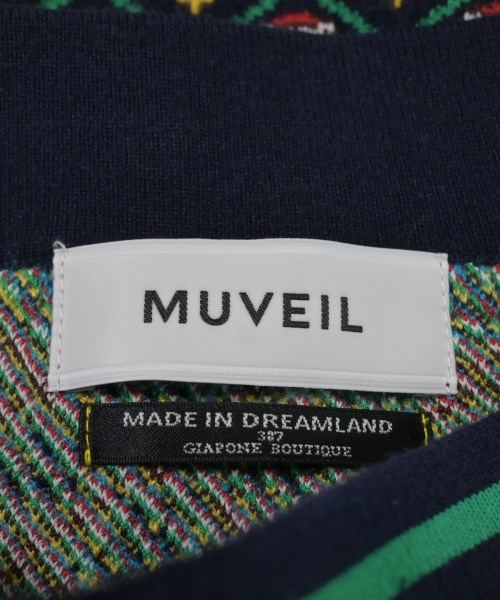 MUVEIL
MADE IN DREAMLAND
387
GIAPONE BOUTIQUE